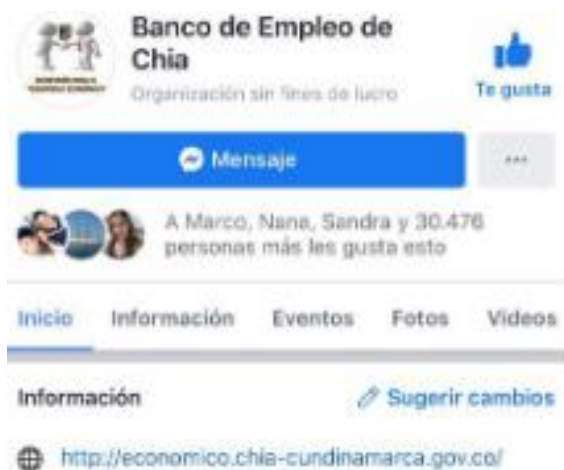 Banco de Empleo de
Chia
Organización sin fines de lucro
Te gusta
Mensaje
A Marco, Nana, Sandra y 30.476
personas más les gusta esto
Inicio Información Eventos Fotos Videos
Información
Sugerir cambios
http://economico.chia-cundinamarca.gov.co/